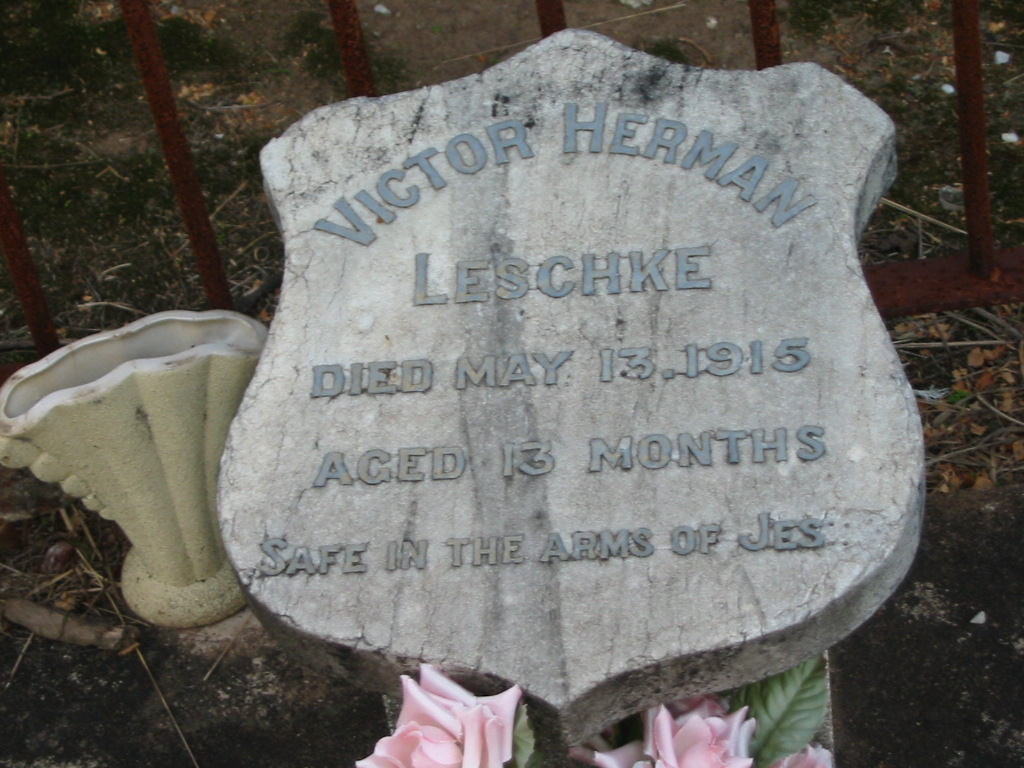 VICTOR HERMAN
LESCHKE
DIED MAY 13. 1915
AGED 13 MONTHS
SAFE IN THE ARMS OF JES